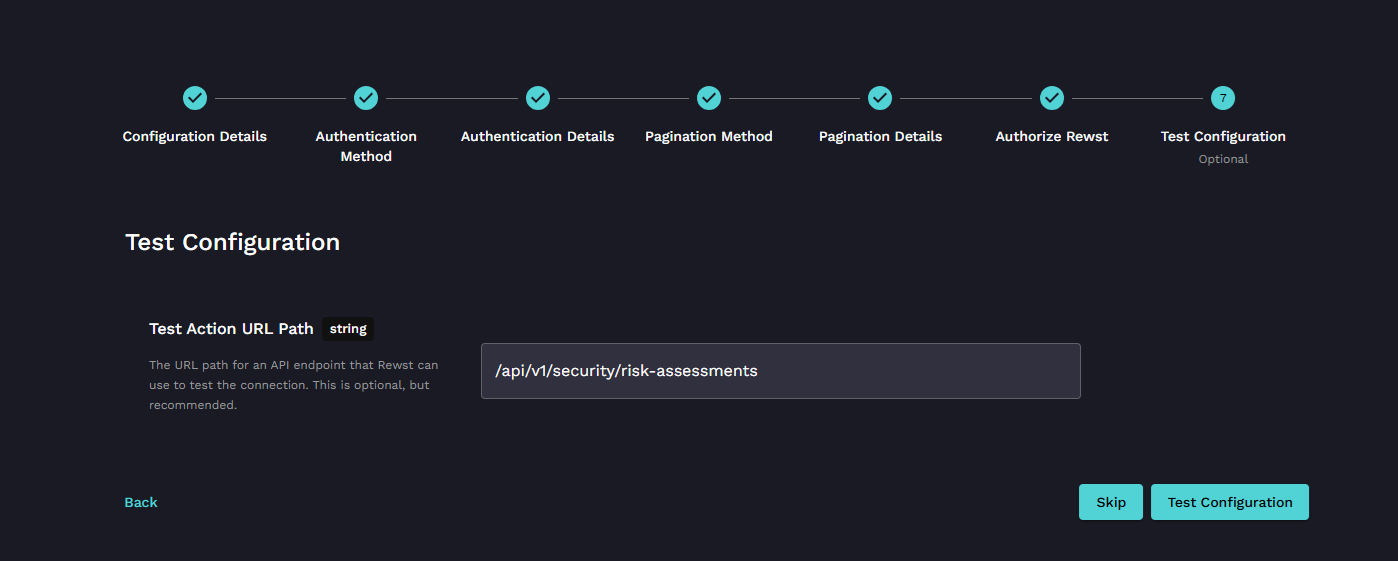 Configuration Details
Authentication
Method
Authentication Details
Pagination Method
Pagination Details
Authorize Rewst
7
Test Configuration
Optional
Test Configuration
Test Action URL Path string
The URL path for an API endpoint that Rewst can
use to test the connection. This is optional, but
recommended.
/api/v1/security/risk-assessments
Back
Skip
Test Configuration